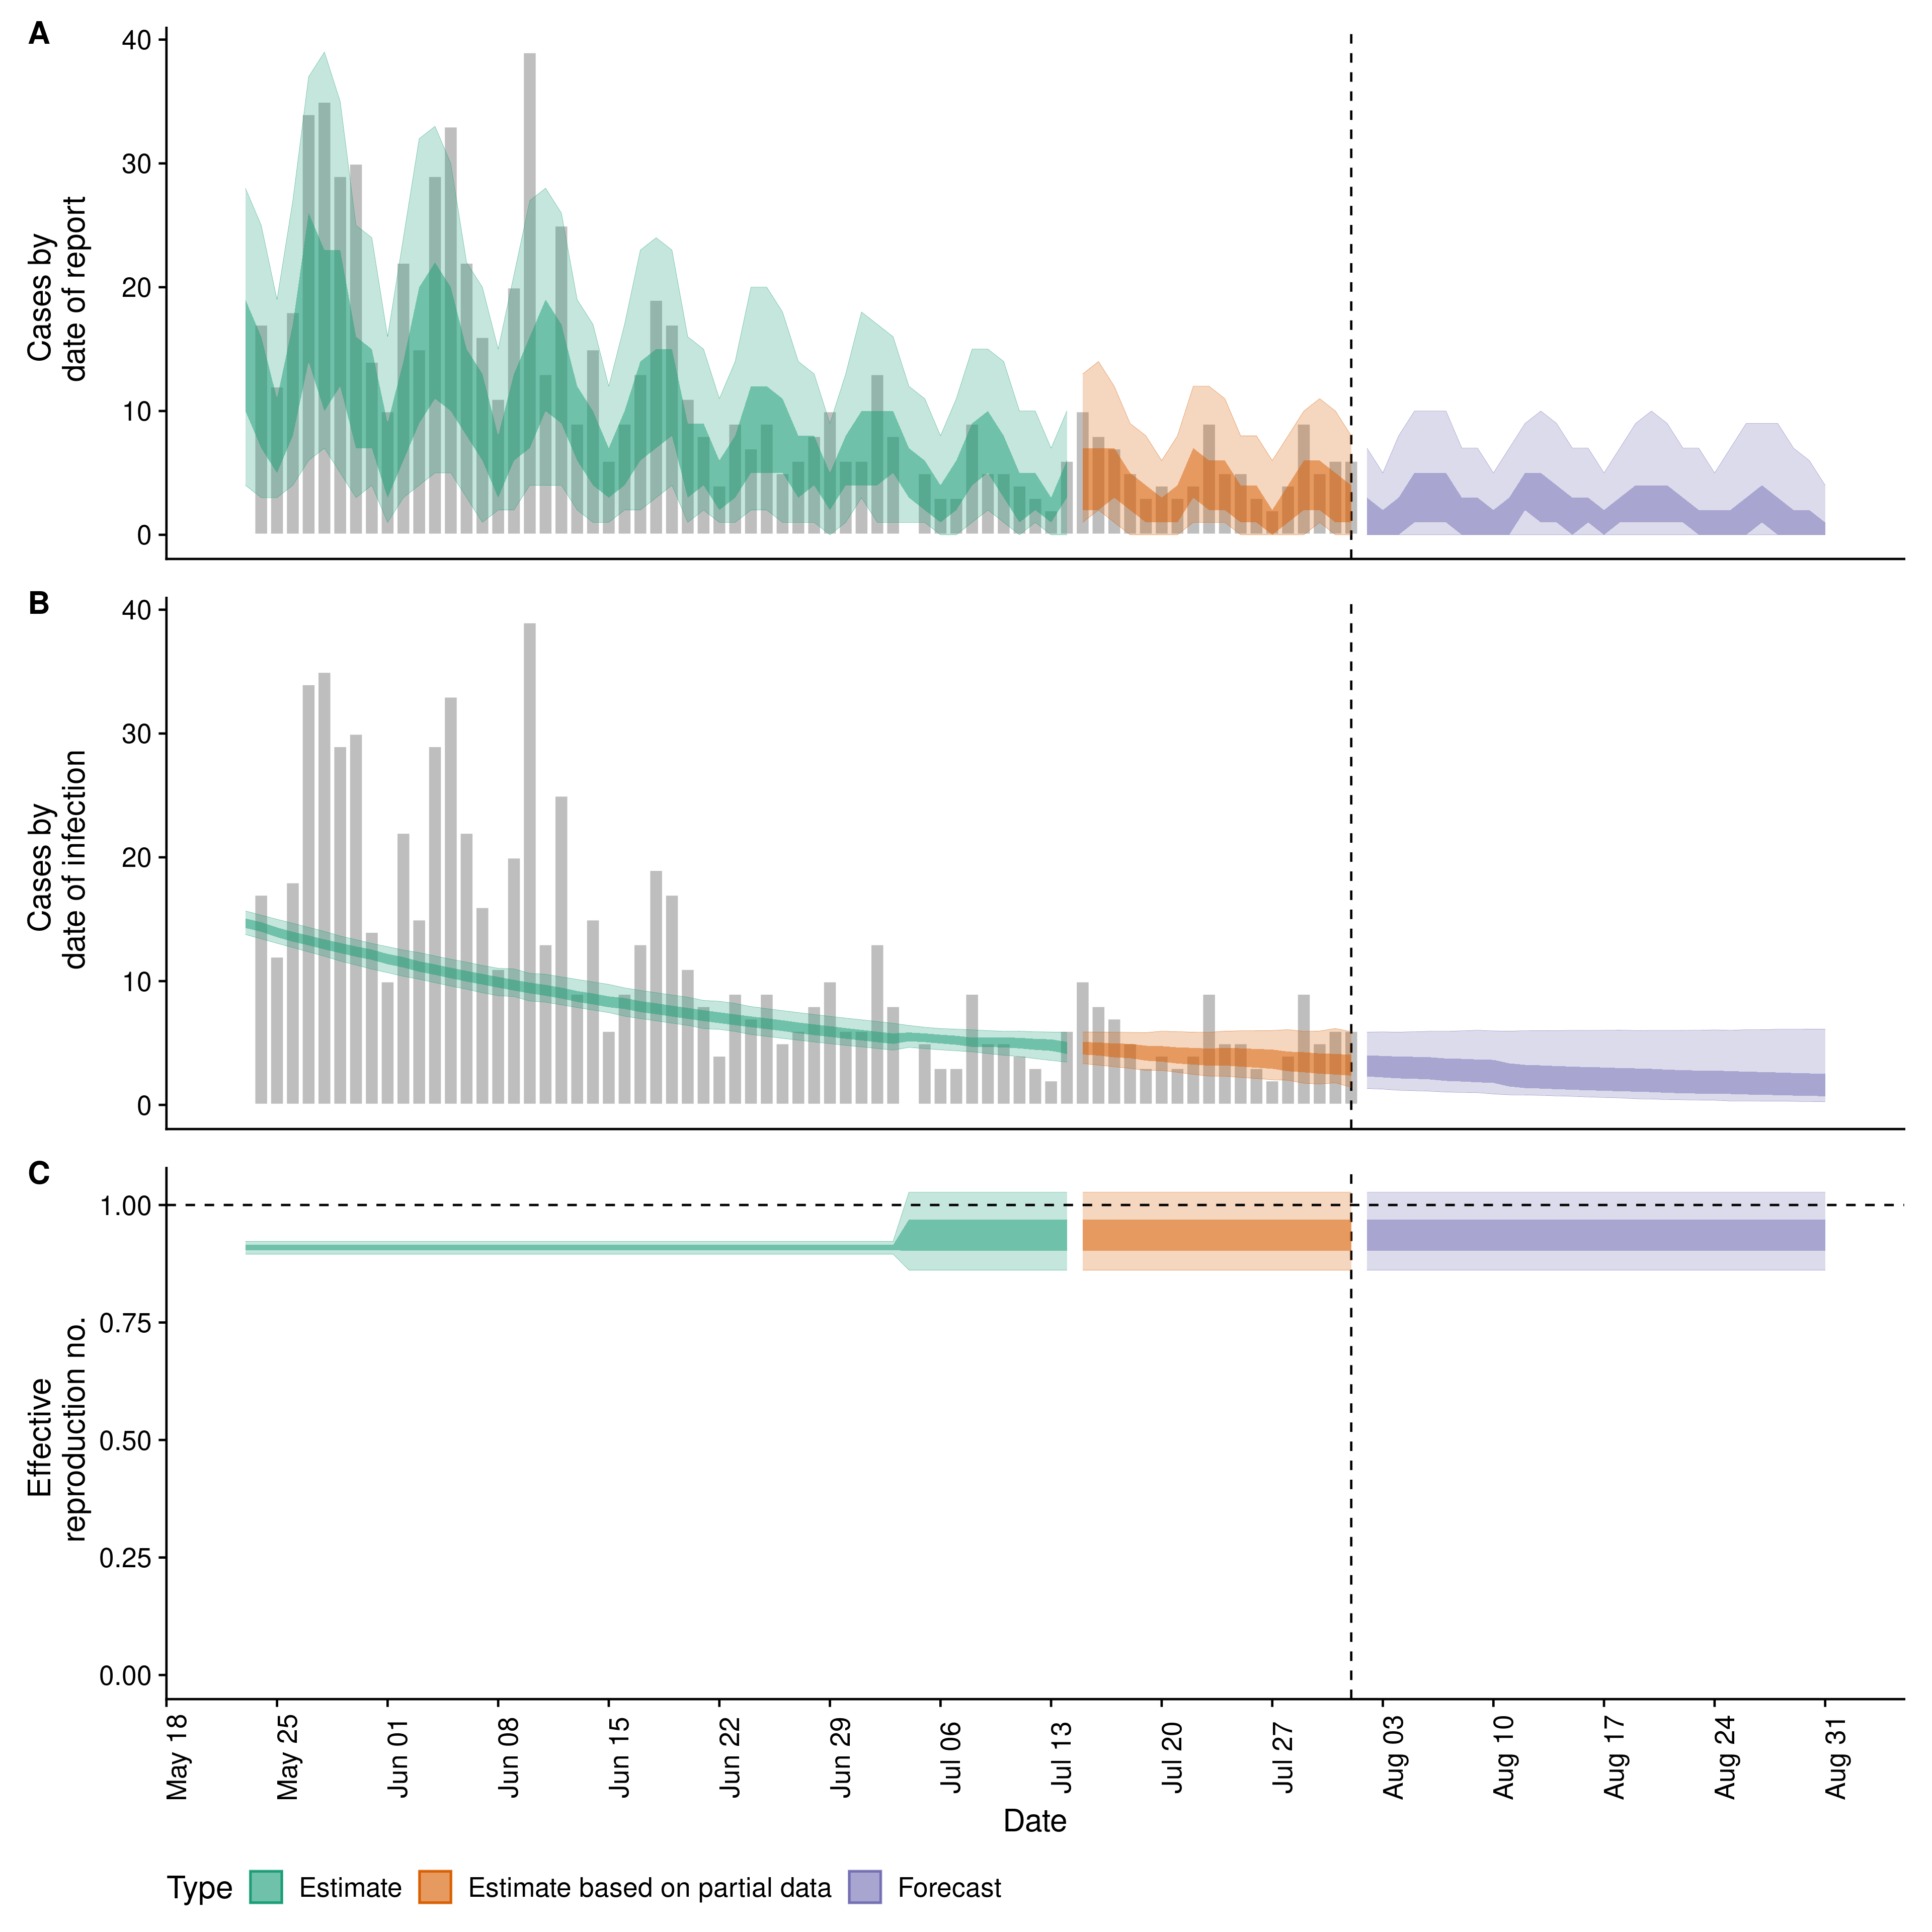 A
Cases by
date of report
40
30
20
10
0
B
Cases by
date of infection
40
30
20
10
0
C
Effective
reproduction no.
1.00
0.75
0.50
0.25
0.00
May 18
May 25
Jun 01
Jun 08
Jun 15
Jun 22
Jun 29
Jul 06
Jul 13
Jul 20
Jul 27
Aug 03
Aug 10
Aug 17
Aug 24
Aug 31
Date
Type Estimate Estimate based on partial data Forecast